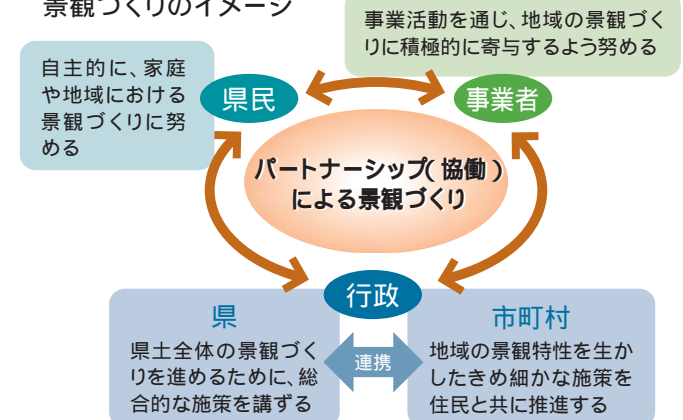 景観づくりのイメージ
事業活動を通じ、地域の景観づく
りに積極的に寄与するよう努める
自主的に、家庭
や地域における
景観づくりに努
める
県民
事業者
パートナーシップ(協働)
による景観づくり
行政
県
県土全体の景観づく
りを進めるために、総
合的な施策を講ずる
連携
市町村
地域の景観特性を生か
したきめ細かな施策を
住民と共に推進する